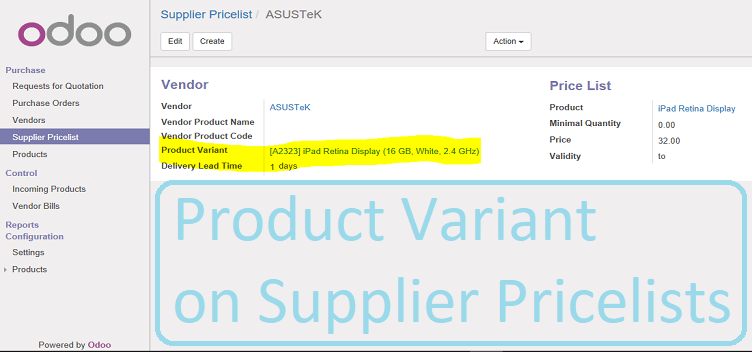 odoo
Supplier Pricelist / ASUSTeK
Edit
Create
Action
Purchase
Requests for Quotation
Purchase Orders
Vendors
Supplier Pricelist
Products
Control
Incoming Products
Vendor Bills
Reports
Configuration
Settings
Products
Powered by Odoo
Vendor
Vendor ASUSTeK
Vendor Product Name
Vendor Product Code
Product Variant [A2323] iPad Retina Display (16 GB, White, 2.4 GHz)
Delivery Lead Time 1 days
Price List
Product iPad Retina Display
Minimal Quantity 0.00
Price 32.00
Validity to
Product Variant
on Supplier Pricelists